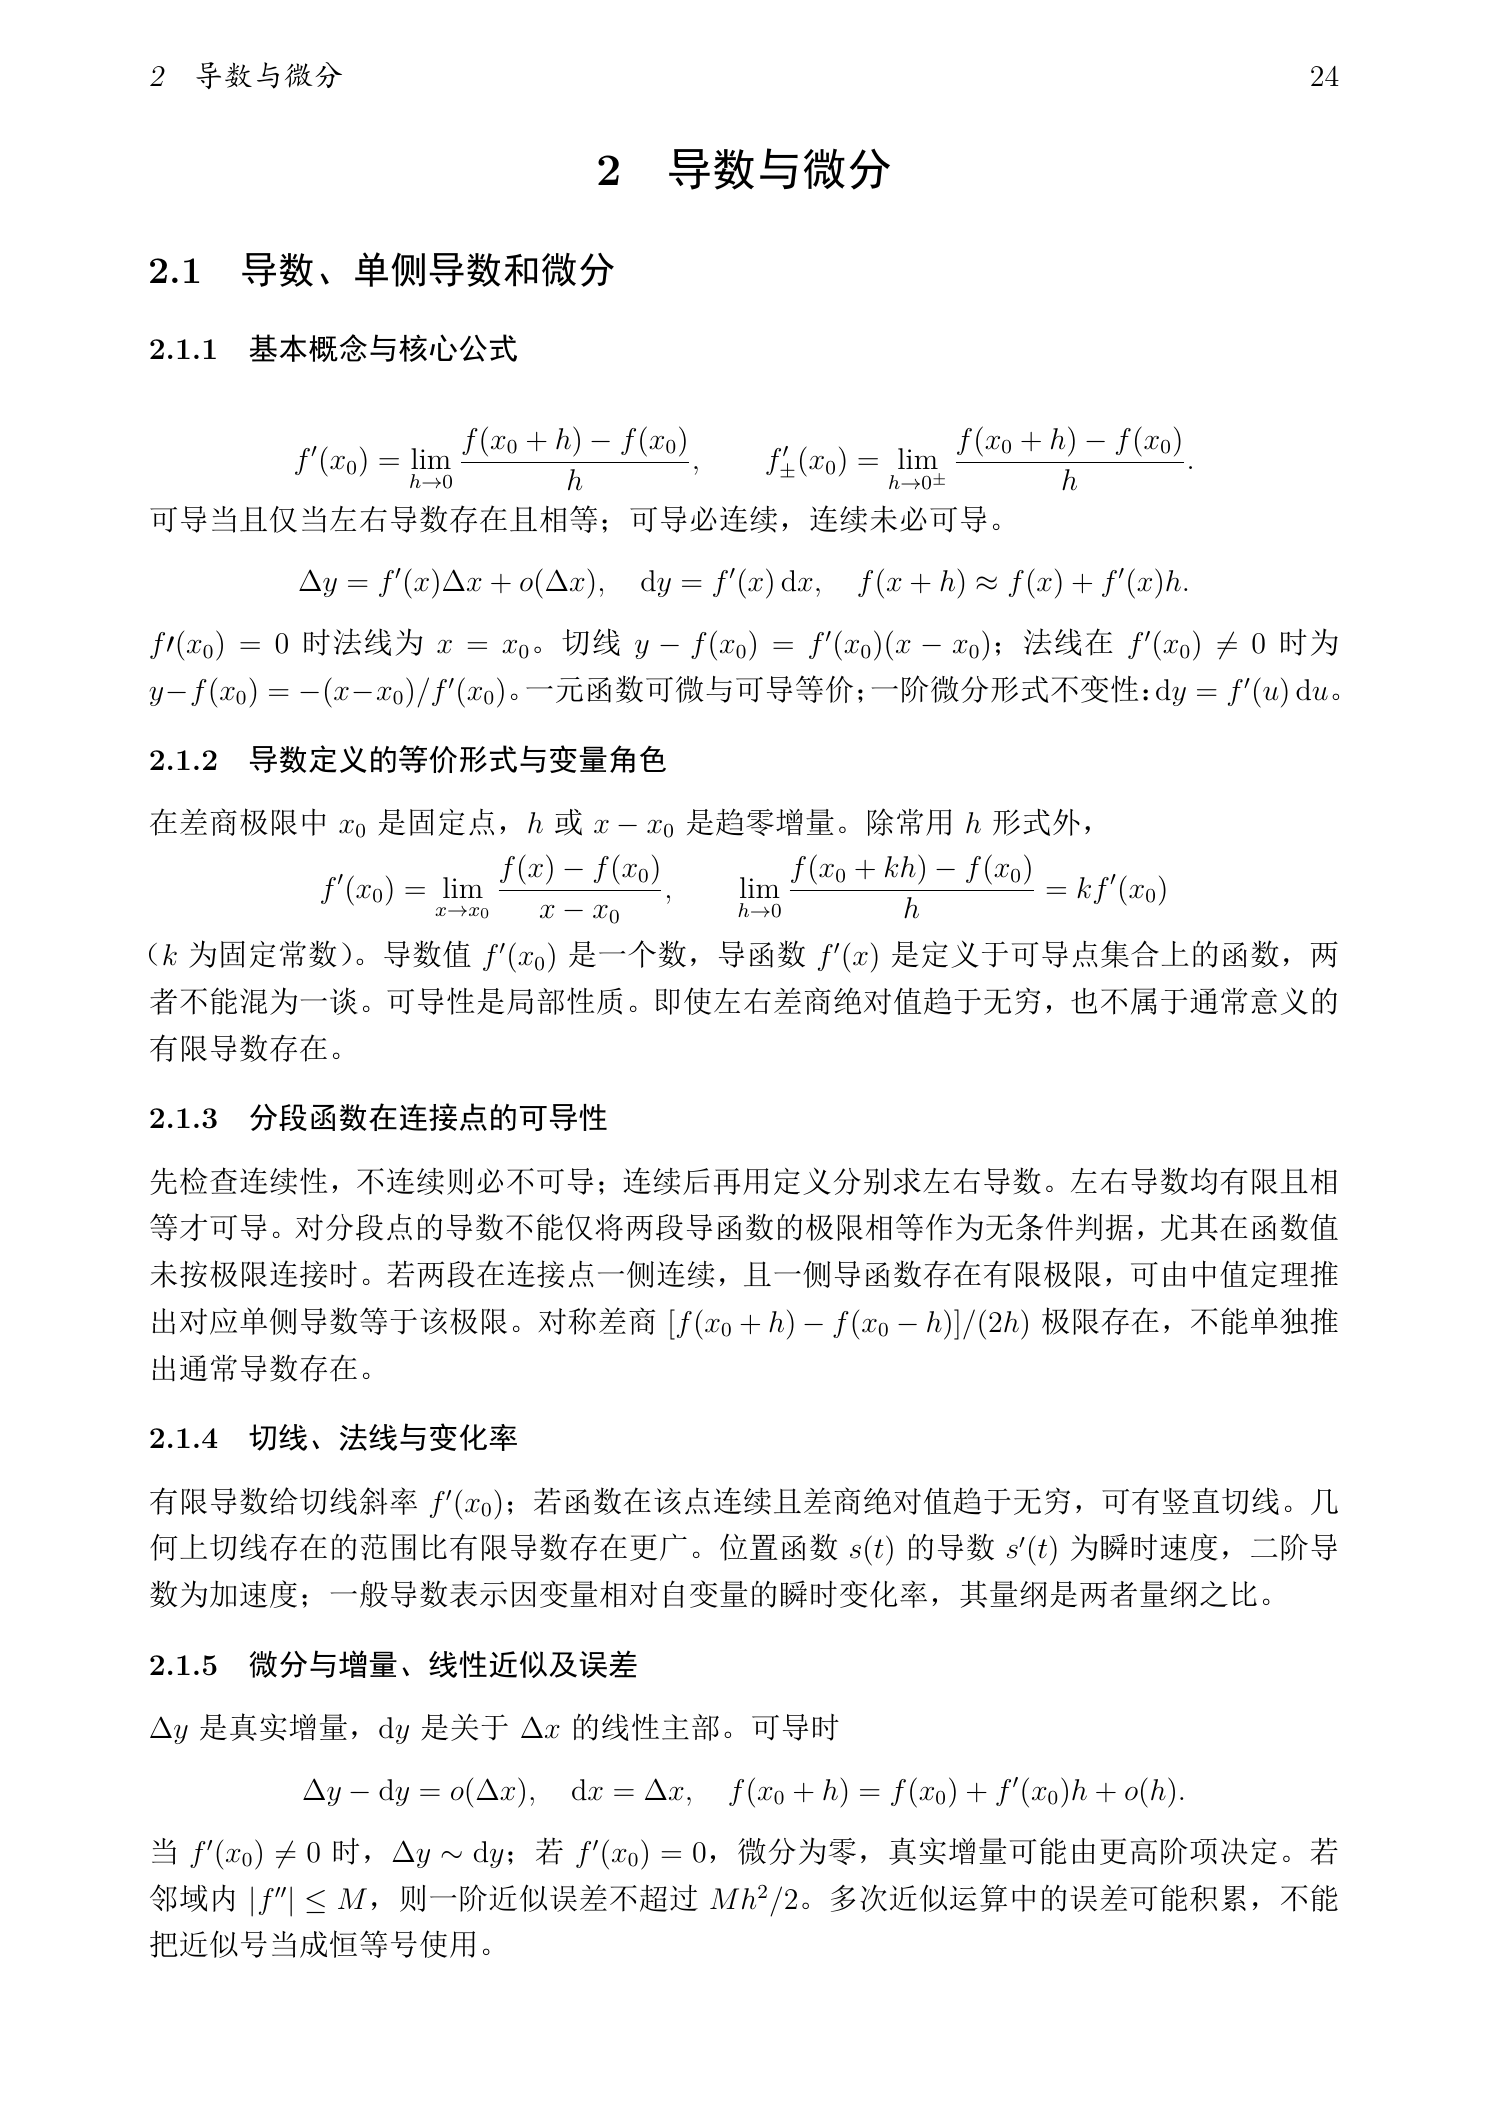 2 导数与微分 24
2 导数与微分
2.1 导数、单侧导数和微分
2.1.1 基本概念与核心公式
f′(x₀) = lim_{h→0} (f(x₀ + h) − f(x₀))/h, f′±(x₀) = lim_{h→0±} (f(x₀ + h) − f(x₀))/h.
可导当且仅当左右导数存在且相等；可导必连续，连续未必可导。
Δy = f′(x)Δx + o(Δx), dy = f′(x) dx, f(x + h) ≈ f(x) + f′(x)h.
f′(x₀) = 0 时法线为 x = x₀。切线 y − f(x₀) = f′(x₀)(x − x₀)；法线在 f′(x₀) ≠ 0 时为
y−f(x₀) = −(x−x₀)/f′(x₀)。一元函数可微与可导等价；一阶微分形式不变性：dy = f′(u) du。
2.1.2 导数定义的等价形式与变量角色
在差商极限中 x₀ 是固定点，h 或 x − x₀ 是趋零增量。除常用 h 形式外，
f′(x₀) = lim_{x→x₀} (f(x) − f(x₀))/(x − x₀), lim_{h→0} (f(x₀ + kh) − f(x₀))/h = kf′(x₀)
（k 为固定常数）。导数值 f′(x₀) 是一个数，导函数 f′(x) 是定义于可导点集合上的函数，两
者不能混为一谈。可导性是局部性质。即使左右差商绝对值趋于无穷，也不属于通常意义的
有限导数存在。
2.1.3 分段函数在连接点的可导性
先检查连续性，不连续则必不可导；连续后再用定义分别求左右导数。左右导数均有限且相
等才可导。对分段点的导数不能仅将两段导函数的极限相等作为无条件判据，尤其在函数值
未按极限连接时。若两段在连接点一侧连续，且一侧导函数存在有限极限，可由中值定理推
出对应单侧导数等于该极限。对称差商 [f(x₀ + h) − f(x₀ − h)]/(2h) 极限存在，不能单独推
出通常导数存在。
2.1.4 切线、法线与变化率
有限导数给切线斜率 f′(x₀)；若函数在该点连续且差商绝对值趋于无穷，可有竖直切线。几
何上切线存在的范围比有限导数存在更广。位置函数 s(t) 的导数 s′(t) 为瞬时速度，二阶导
数为加速度；一般导数表示因变量相对自变量的瞬时变化率，其量纲是两者量纲之比。
2.1.5 微分与增量、线性近似及误差
Δy 是真实增量，dy 是关于 Δx 的线性主部。可导时
Δy − dy = o(Δx), dx = Δx, f(x₀ + h) = f(x₀) + f′(x₀)h + o(h).
当 f′(x₀) ≠ 0 时，Δy ∼ dy；若 f′(x₀) = 0，微分为零，真实增量可能由更高阶项决定。若
邻域内 |f″| ≤ M，则一阶近似误差不超过 Mh²/2。多次近似运算中的误差可能积累，不能
把近似号当成恒等号使用。